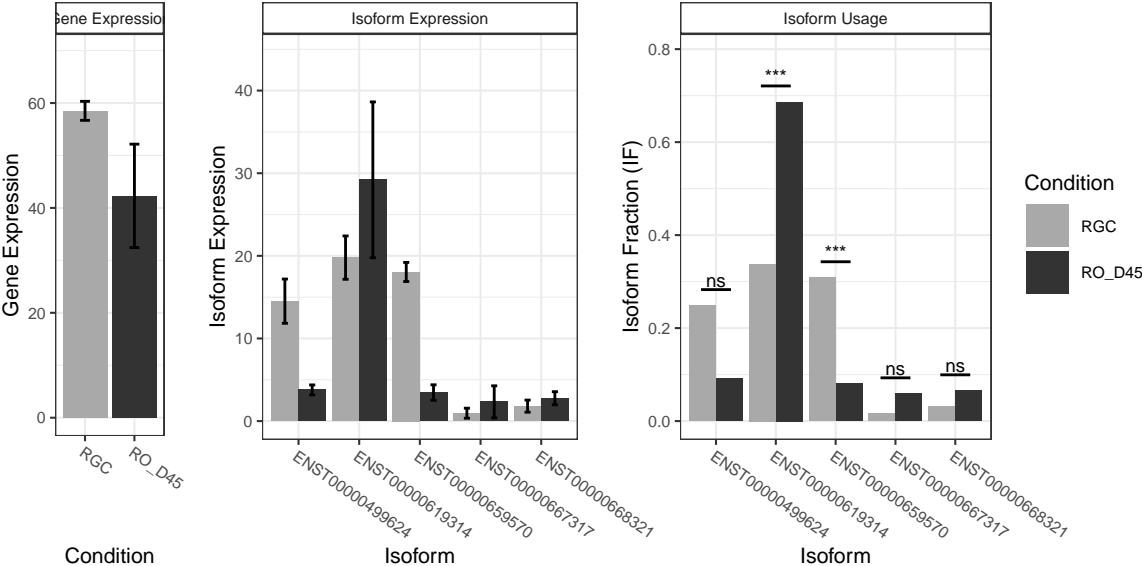 Gene Expression
Isoform Expression
Isoform Usage
Gene Expression
60
40
20
0
RGC
RO_D45
Condition
Isoform Expression
40
30
20
10
0
ENST00000499624
ENST00000619314
ENST00000659570
ENST00000667317
ENST00000668321
Isoform
Isoform Fraction (IF)
0.8
0.6
0.4
0.2
0.0
ns
***
***
ns
ns
ENST00000499624
ENST00000619314
ENST00000659570
ENST00000667317
ENST00000668321
Isoform
Condition
RGC
RO_D45